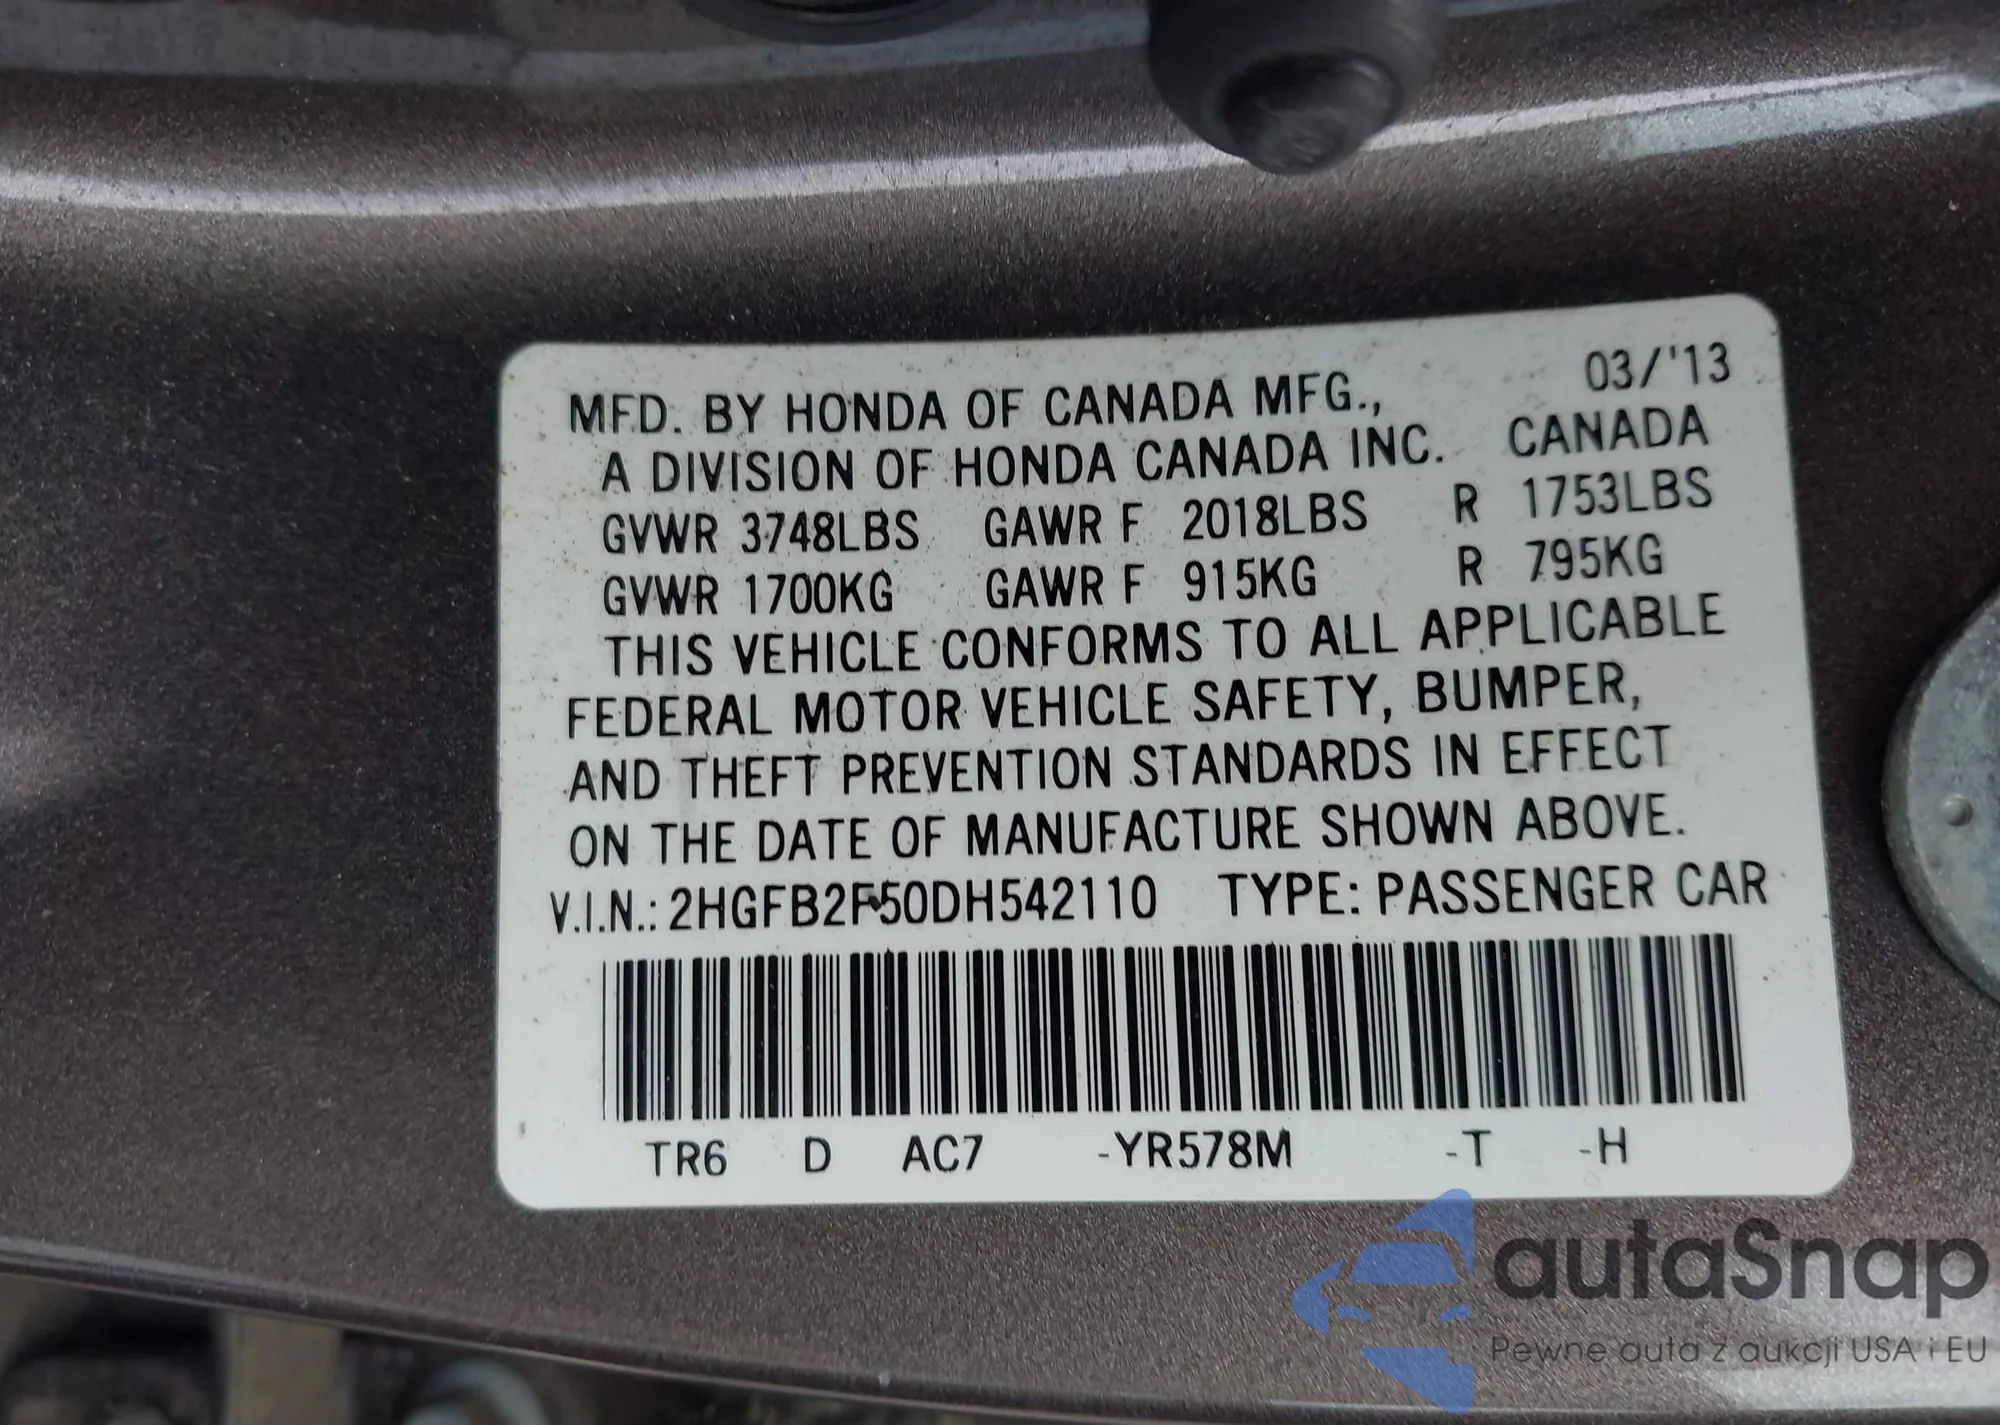 03/'13
MFD. BY HONDA OF CANADA MFG.,
A DIVISION OF HONDA CANADA INC. CANADA
GVWR 3748LBS GAWR F 2018LBS R 1753LBS
GVWR 1700KG GAWR F 915KG R 795KG
THIS VEHICLE CONFORMS TO ALL APPLICABLE
FEDERAL MOTOR VEHICLE SAFETY, BUMPER,
AND THEFT PREVENTION STANDARDS IN EFFECT
ON THE DATE OF MANUFACTURE SHOWN ABOVE.
V.I.N.: 2HGFB2F50DH542110 TYPE: PASSENGER CAR
TR6 D AC7 -YR578M -T -H
autaSnap
Pewne auta z aukcji USA i EU